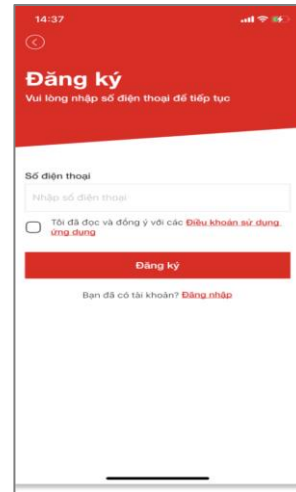 14:37
Đăng ký
Vui lòng nhập số điện thoại để tiếp tục
Số điện thoại
Nhập số điện thoại
Tôi đã đọc và đồng ý với các Điều khoản sử dụng
ứng dụng
Đăng ký
Bạn đã có tài khoản? Đăng nhập